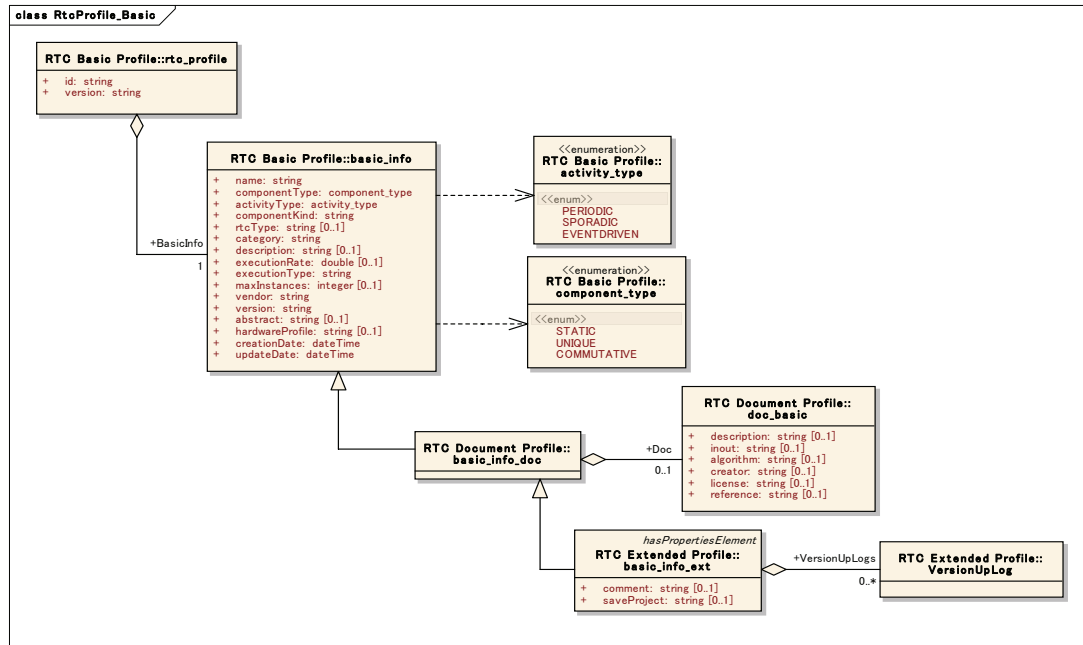 class RtcProfile_Basic
RTC Basic Profile::rtc_profile
+ id: string
+ version: string
+BasicInfo
1
RTC Basic Profile::basic_info
+ name: string
+ componentType: component_type
+ activityType: activity_type
+ componentKind: string
+ rtcType: string [0..1]
+ category: string
+ description: string [0..1]
+ executionRate: double [0..1]
+ executionType: string
+ maxInstances: integer [0..1]
+ vendor: string
+ version: string
+ abstract: string [0..1]
+ hardwareProfile: string [0..1]
+ creationDate: dateTime
+ updateDate: dateTime
<<enumeration>>
RTC Basic Profile::
activity_type
<<enum>>
PERIODIC
SPORADIC
EVENTDRIVEN
<<enumeration>>
RTC Basic Profile::
component_type
<<enum>>
STATIC
UNIQUE
COMMUTATIVE
RTC Document Profile::
basic_info_doc
+Doc
0..1
RTC Document Profile::
doc_basic
+ description: string [0..1]
+ inout: string [0..1]
+ algorithm: string [0..1]
+ creator: string [0..1]
+ license: string [0..1]
+ reference: string [0..1]
hasPropertiesElement
RTC Extended Profile::
basic_info_ext
+ comment: string [0..1]
+ saveProject: string [0..1]
+VersionUpLogs
0..*
RTC Extended Profile::
VersionUpLog